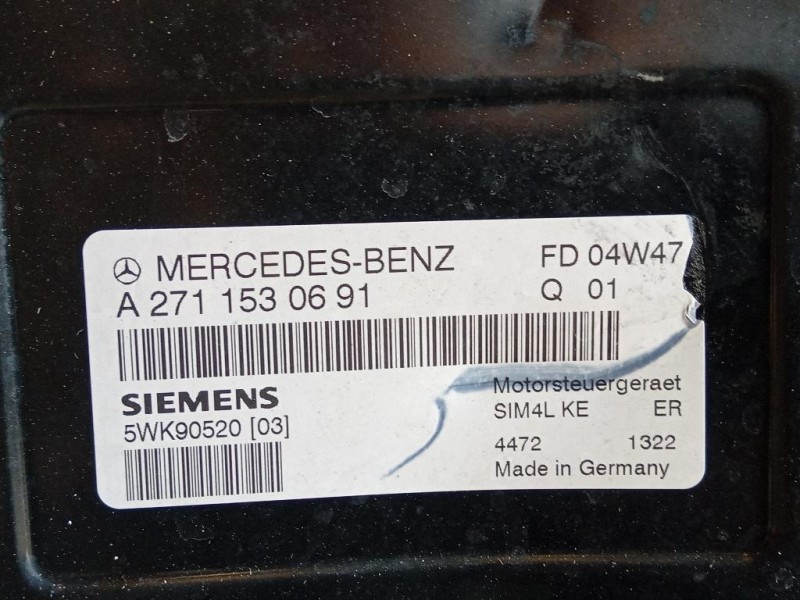 MERCEDES-BENZ FD 04W47
A 271 153 06 91 Q 01
SIEMENS
5WK90520 [03]
Motorsteuergeraet
SIM4L KE ER
4472 1322
Made in Germany